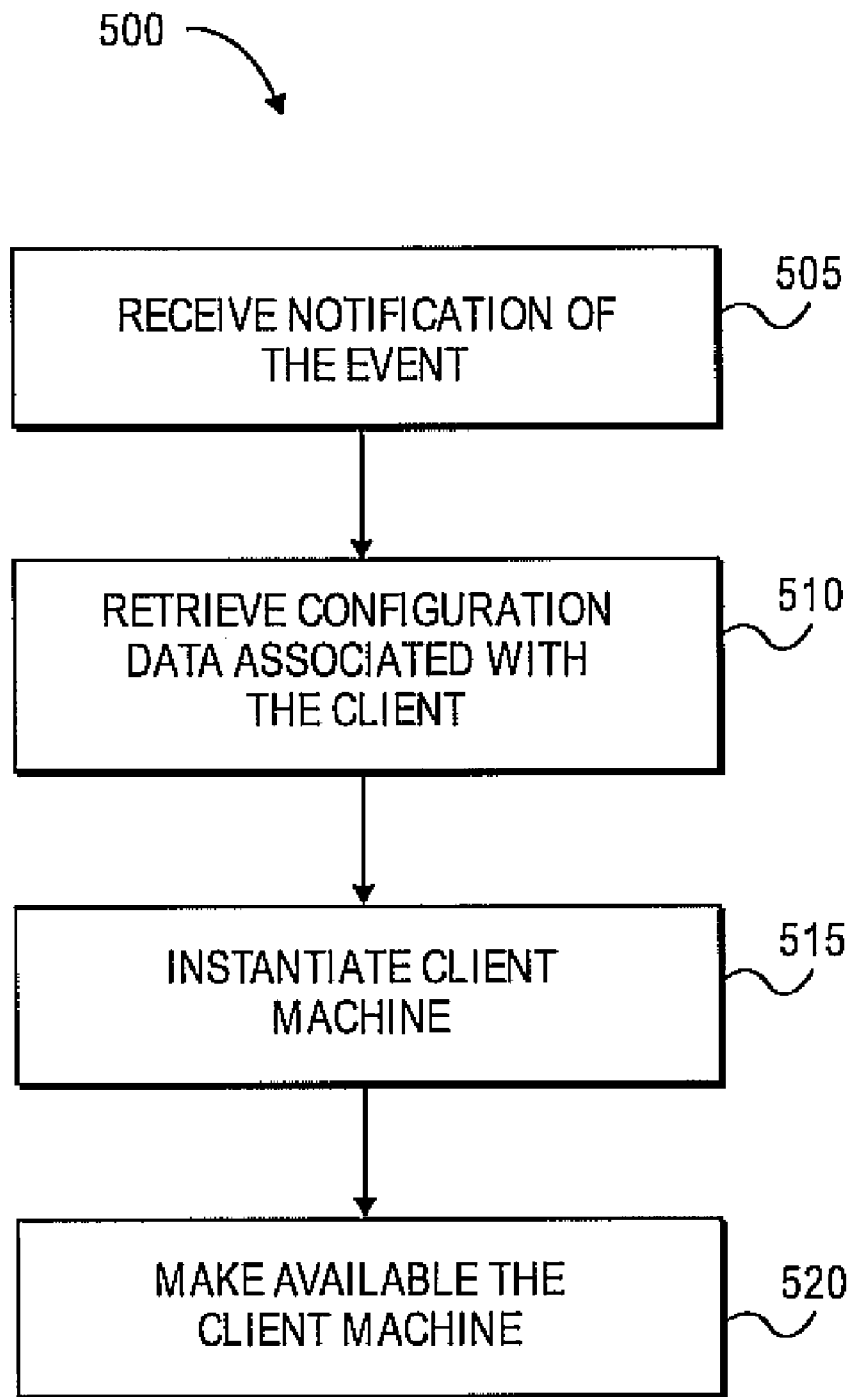 500
RECEIVE NOTIFICATION OF
THE EVENT
505
RETRIEVE CONFIGURATION
DATA ASSOCIATED WITH
THE CLIENT
510
INSTANTIATE CLIENT
MACHINE
515
MAKE AVAILABLE THE
CLIENT MACHINE
520